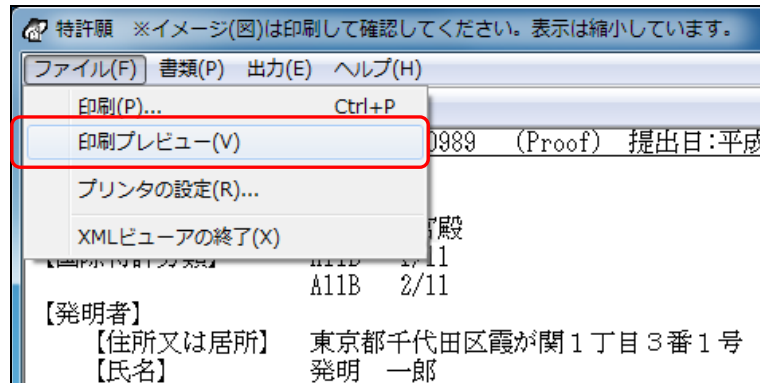 特許願 ※イメージ(図)は印刷して確認してください。表示は縮小しています。
ファイル(F) 書類(P) 出力(E) ヘルプ(H)
印刷(P)... Ctrl+P
印刷プレビュー(V)
0989 (Proof) 提出日:平成
プリンタの設定(R)...
殿
XMLビューアの終了(X)
A11B 2/11
【発明者】
【住所又は居所】 東京都千代田区霞が関1丁目3番1号
【氏名】 発明 一郎